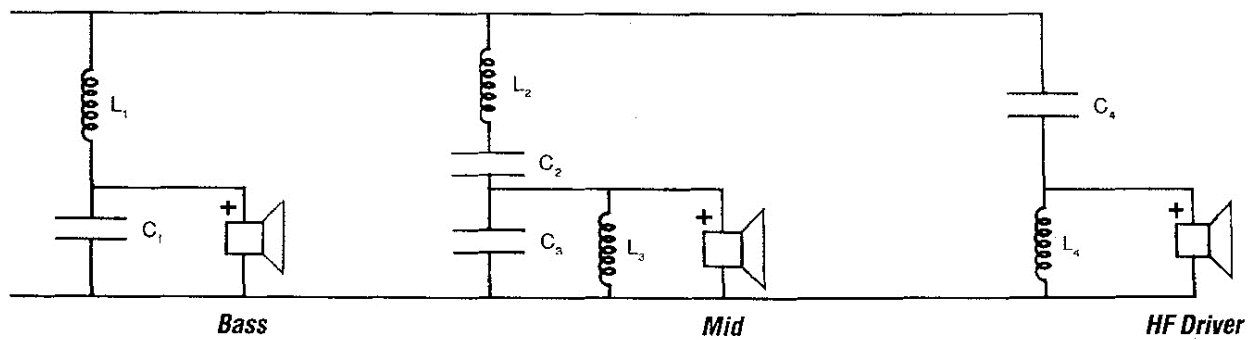 L₁
C₁
+
Bass
L₂
C₂
C₃
L₃
+
Mid
C₄
L₄
+
HF Driver